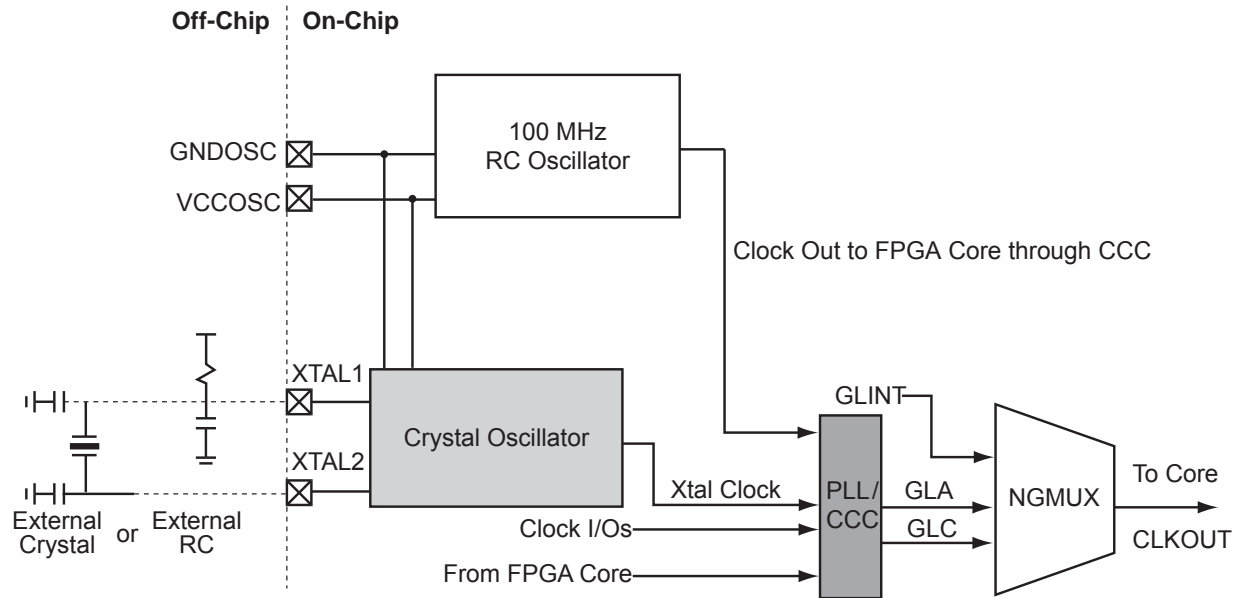 Off-Chip
On-Chip
100 MHz
RC Oscillator
GNDOSC
VCCOSC
Clock Out to FPGA Core through CCC
XTAL1
GLINT
Crystal Oscillator
XTAL2
To Core
Xtal Clock
PLL/
CCC
GLA
NGMUX
External
Crystal
or
External
RC
Clock I/Os
GLC
CLKOUT
From FPGA Core